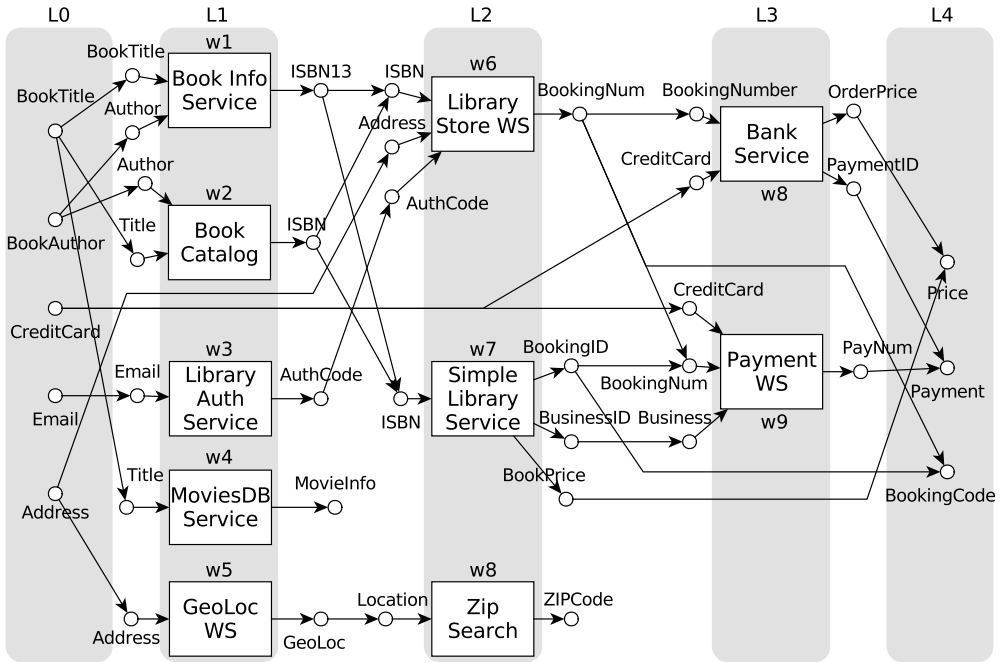 L0
L1
L2
L3
L4
BookTitle
BookAuthor
CreditCard
Email
Address
BookTitle
Author
Author
Title
Email
Title
Address
w1
Book Info
Service
w2
Book
Catalog
w3
Library
Auth
Service
w4
MoviesDB
Service
w5
GeoLoc
WS
ISBN13
ISBN
AuthCode
MovieInfo
GeoLoc
ISBN
Address
AuthCode
ISBN
Location
w6
Library
Store WS
w7
Simple
Library
Service
w8
Zip
Search
BookingNum
BookingID
BusinessID
BookPrice
ZIPCode
BookingNumber
CreditCard
CreditCard
BookingNum
Business
Bank
Service
w8
Payment
WS
w9
OrderPrice
PaymentID
PayNum
Price
Payment
BookingCode